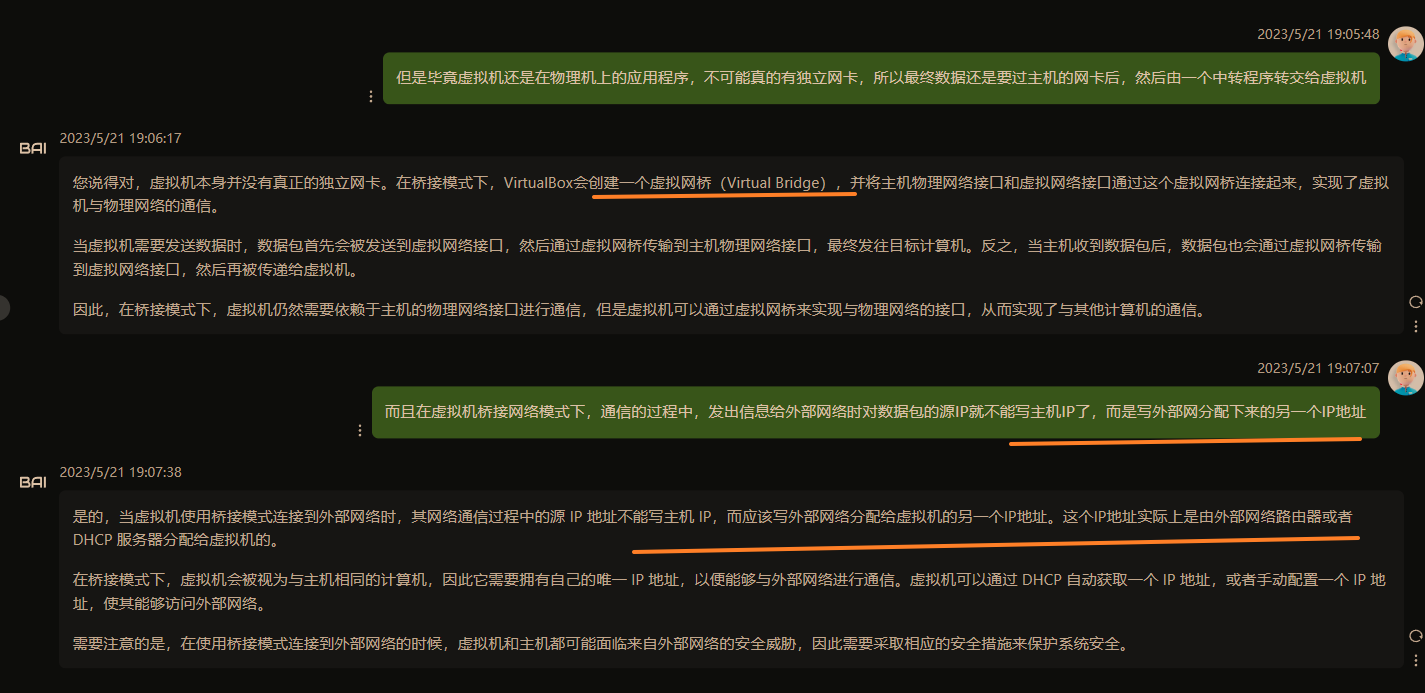 2023/5/21 19:05:48
但是毕竟虚拟机还是在物理机上的应用程序，不可能真的有独立网卡，所以最终数据还是要过主机的网卡后，然后由一个中转程序转交给虚拟机
2023/5/21 19:06:17
BAI
您说得对，虚拟机本身并没有真正的独立网卡。在桥接模式下，VirtualBox会创建一个虚拟网桥（Virtual Bridge），并将主机物理网络接口和虚拟网络接口通过这个虚拟网桥连接起来，实现了虚拟
机与物理网络的通信。
当虚拟机需要发送数据时，数据包首先会被发送到虚拟网络接口，然后通过虚拟网桥传输到主机物理网络接口，最终发往目标计算机。反之，当主机收到数据包后，数据包也会通过虚拟网桥传输
到虚拟网络接口，然后再被传递给虚拟机。
因此，在桥接模式下，虚拟机仍然需要依赖于主机的物理网络接口进行通信，但是虚拟机可以通过虚拟网桥来实现与物理网络的接口，从而实现了与其他计算机的通信。
2023/5/21 19:07:07
而且在虚拟机桥接网络模式下，通信的过程中，发出信息给外部网络时对数据包的源IP就不能写主机IP了，而是写外部网分配下来的另一个IP地址
2023/5/21 19:07:38
BAI
是的，当虚拟机使用桥接模式连接到外部网络时，其网络通信过程中的源 IP 地址不能写主机 IP，而应该写外部网络分配给虚拟机的另一个IP地址。这个IP地址实际上是由外部网络路由器或者
DHCP 服务器分配给虚拟机的。
在桥接模式下，虚拟机会被视为与主机相同的计算机，因此它需要拥有自己的唯一 IP 地址，以便能够与外部网络进行通信。虚拟机可以通过 DHCP 自动获取一个 IP 地址，或者手动配置一个 IP 地
址，使其能够访问外部网络。
需要注意的是，在使用桥接模式连接到外部网络的时候，虚拟机和主机都可能面临来自外部网络的安全威胁，因此需要采取相应的安全措施来保护系统安全。